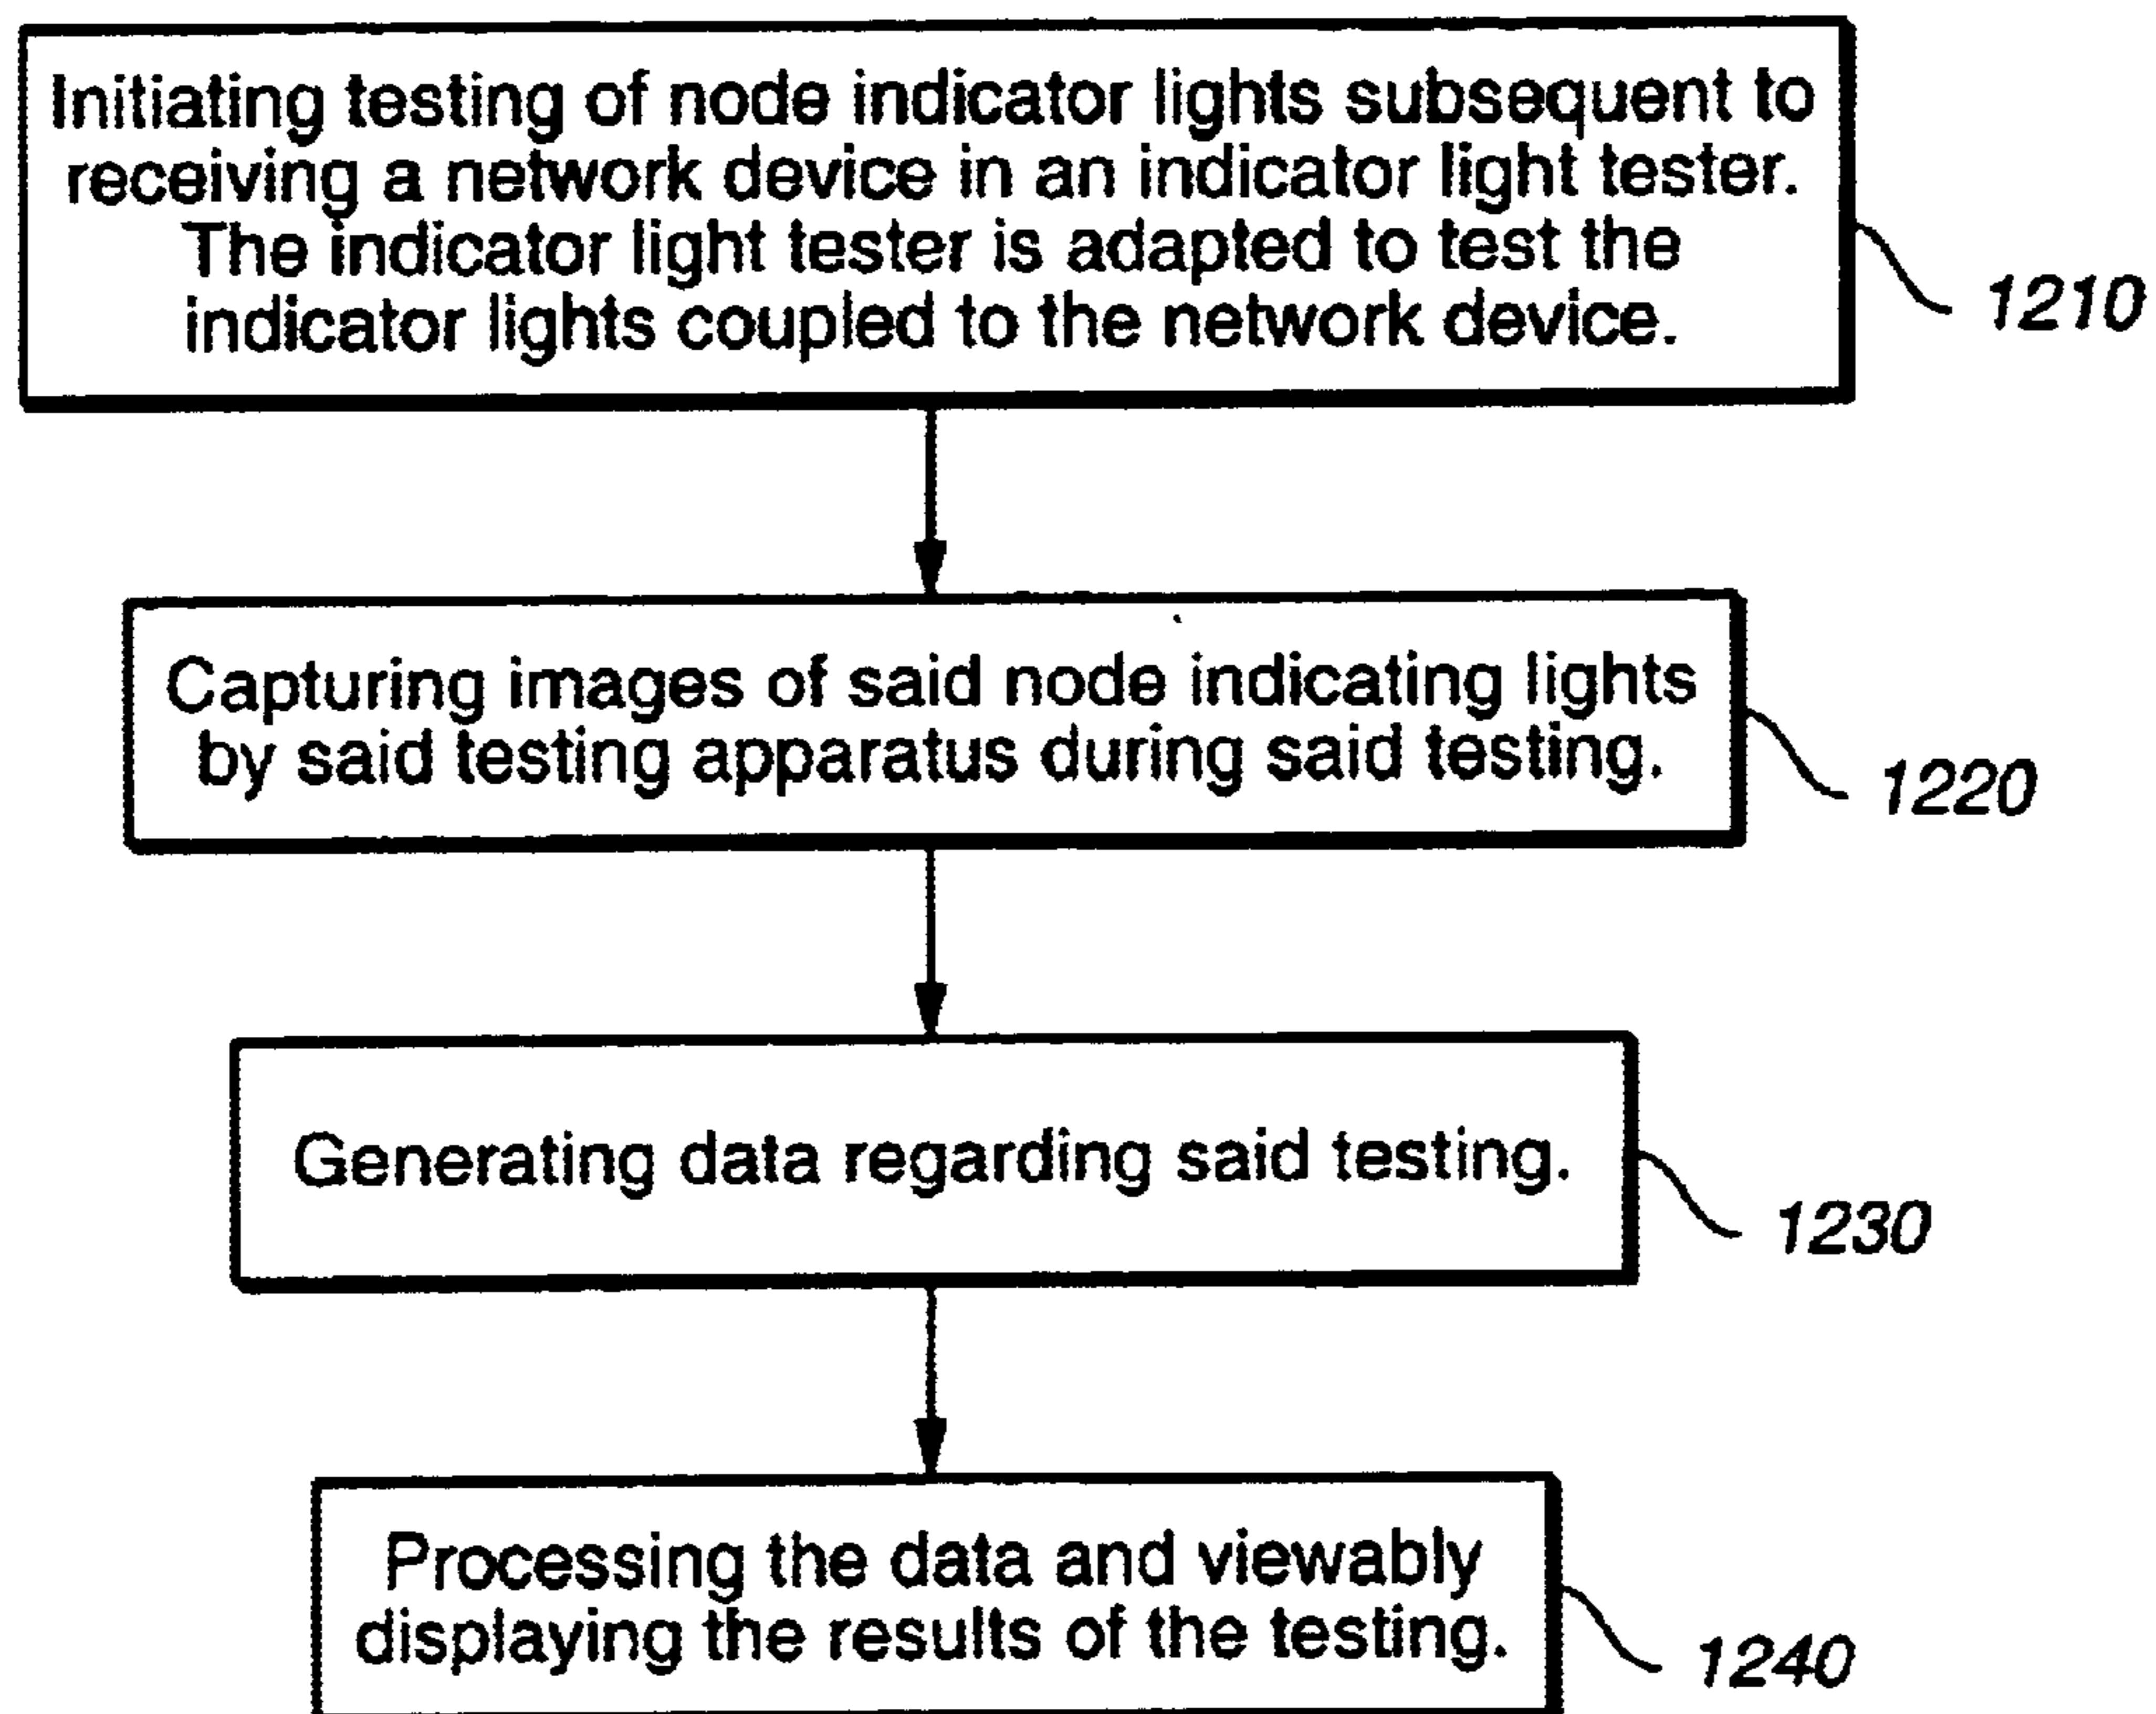 Initiating testing of node indicator lights subsequent to
receiving a network device in an indicator light tester.
The indicator light tester is adapted to test the
indicator lights coupled to the network device.
1210
Capturing images of said node indicating lights
by said testing apparatus during said testing.
1220
Generating data regarding said testing.
1230
Processing the data and viewably
displaying the results of the testing.
1240